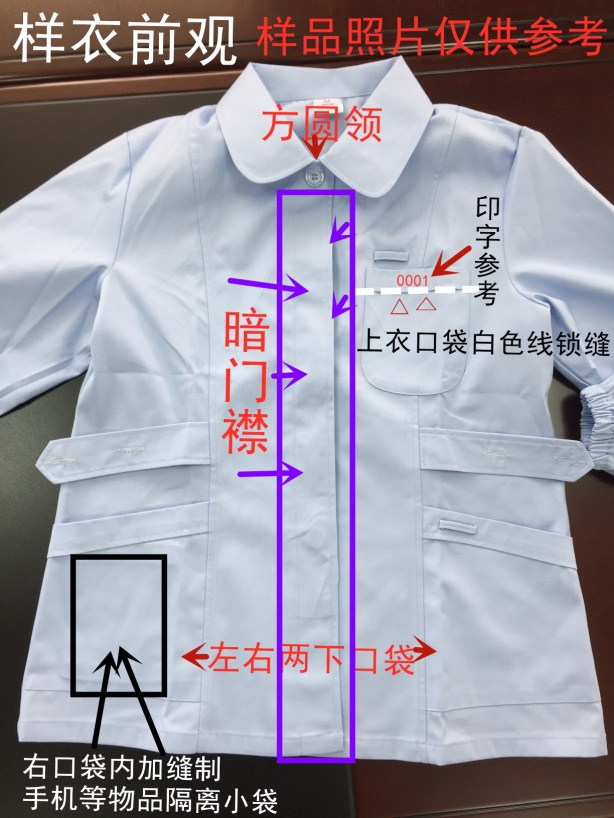 样衣前观
样品照片仅供参考
方圆领
印字参考
0001
上衣口袋白色线锁缝
暗门襟
左右两下口袋
右口袋内加缝制
手机等物品隔离小袋